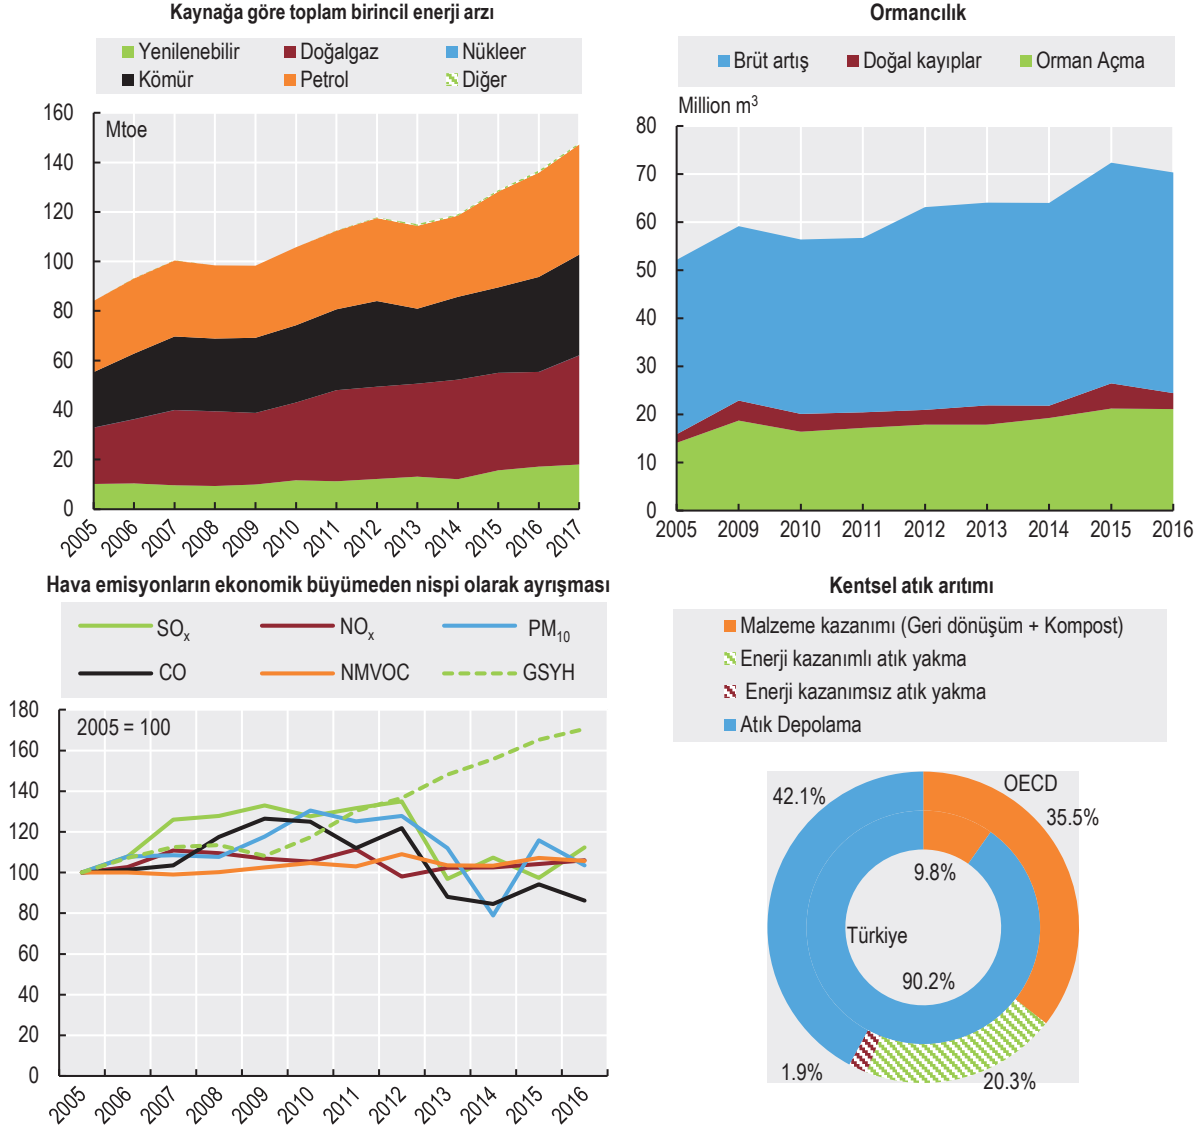 Kaynağa göre toplam birincil enerji arzı
Yenilenebilir Doğalgaz Nükleer
Kömür Petrol Diğer
Mtoe
160
140
120
100
80
60
40
20
0
2005 2006 2007 2008 2009 2010 2011 2012 2013 2014 2015 2016 2017
Ormancılık
Brüt artış Doğal kayıplar Orman Açma
Million m³
80
70
60
50
40
30
20
10
0
2005 2009 2010 2011 2012 2013 2014 2015 2016
Hava emisyonların ekonomik büyümeden nispi olarak ayrışması
SOx NOx PM10
CO NMVOC GSYH
2005 = 100
180
160
140
120
100
80
60
40
20
0
2005 2006 2007 2008 2009 2010 2011 2012 2013 2014 2015 2016
Kentsel atık arıtımı
Malzeme kazanımı (Geri dönüşüm + Kompost)
Enerji kazanımlı atık yakma
Enerji kazanımsız atık yakma
Atık Depolama
OECD
42.1%
35.5%
9.8%
Türkiye
90.2%
1.9%
20.3%